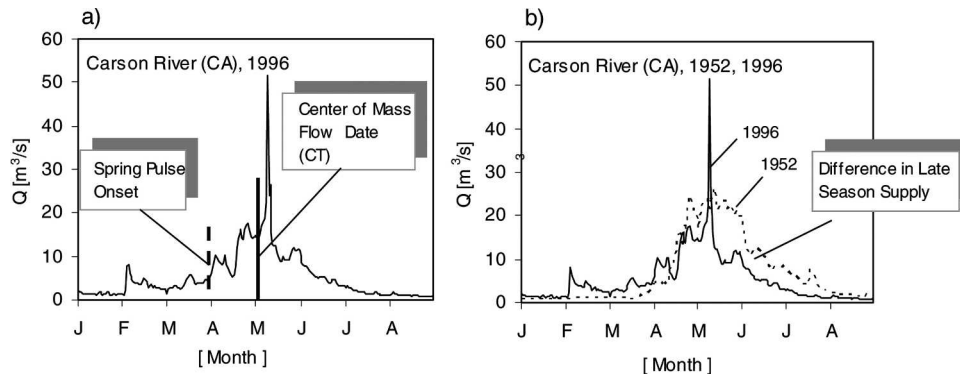 a)
60
50
40
30
20
10
0
Q [m³/s]
Carson River (CA), 1996
Spring Pulse
Onset
Center of Mass
Flow Date
(CT)
J F M A M J J A
[ Month ]
b)
60
50
40
30
20
10
0
Q [m³/s]
3
Carson River (CA), 1952, 1996
1996
1952
Difference in Late
Season Supply
J F M A M J J A
[ Month ]